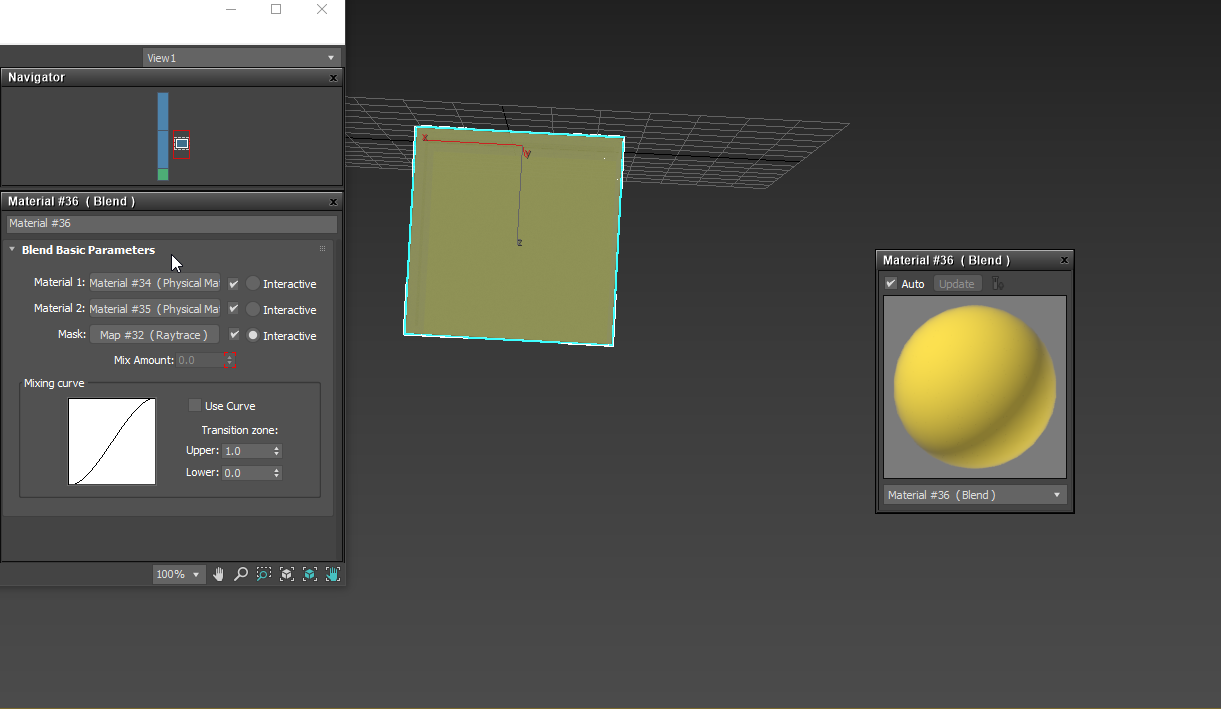 View1
Navigator
Material #36 ( Blend )
Material #36
Blend Basic Parameters
Material 1: Material #34 (Physical Mat Interactive
Material 2: Material #35 (Physical Mat Interactive
Mask: Map #32 (Raytrace ) Interactive
Mix Amount: 0.0
Mixing curve
Use Curve
Transition zone:
Upper: 1.0
Lower: 0.0
100%
x
y
z
Material #36 ( Blend )
Auto Update
Material #36 (Blend )